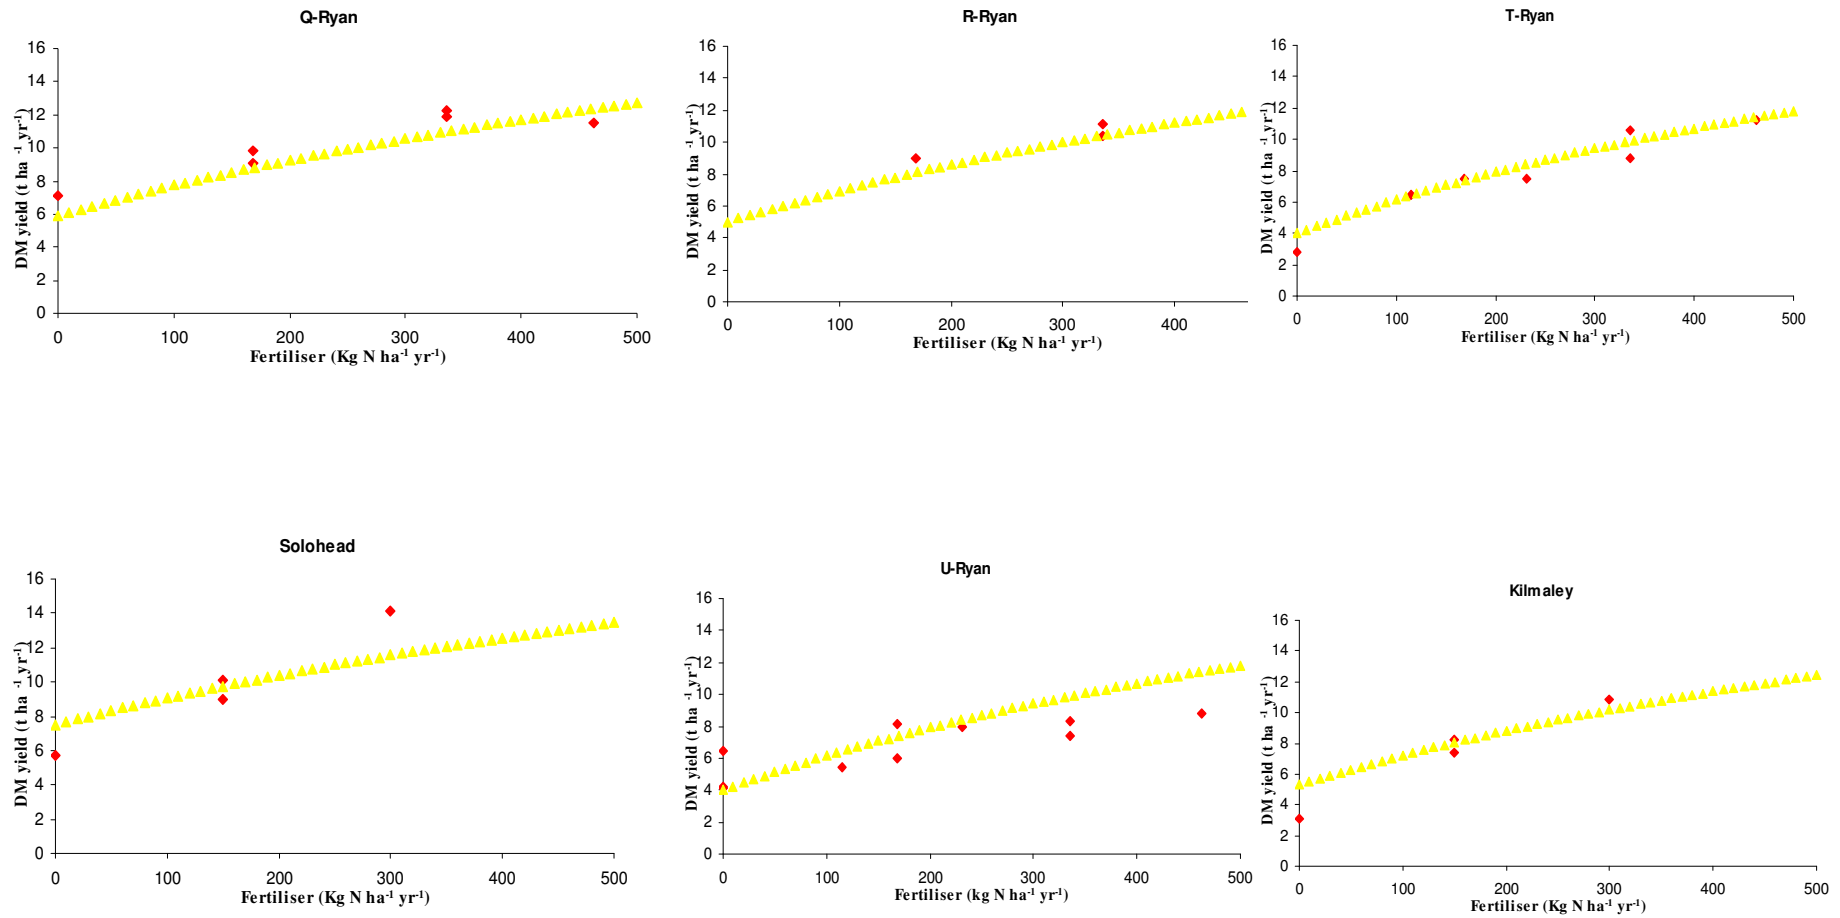 Q-Ryan
DM yield (t ha -1 yr-1)
16
14
12
10
8
6
4
2
0
0 100 200 300 400 500
Fertiliser (Kg N ha-1 yr-1)
R-Ryan
DM yield (t ha -1 yr-1)
16
14
12
10
8
6
4
2
0
0 100 200 300 400
Fertiliser (Kg N ha-1 yr-1)
T-Ryan
DM yield (t ha -1 yr-1)
16
14
12
10
8
6
4
2
0
0 100 200 300 400 500
Fertiliser (Kg N ha-1 yr-1)
Solohead
DM yield (t ha -1 yr-1)
16
14
12
10
8
6
4
2
0
0 100 200 300 400 500
Fertiliser (Kg N ha-1 yr-1)
U-Ryan
DM yield (t ha -1 yr-1)
16
14
12
10
8
6
4
2
0
0 100 200 300 400 500
Fertiliser (kg N ha-1 yr-1)
Kilmaley
DM yield (t ha -1 yr-1)
16
14
12
10
8
6
4
2
0
0 100 200 300 400 500
Fertiliser (Kg N ha-1 yr-1)